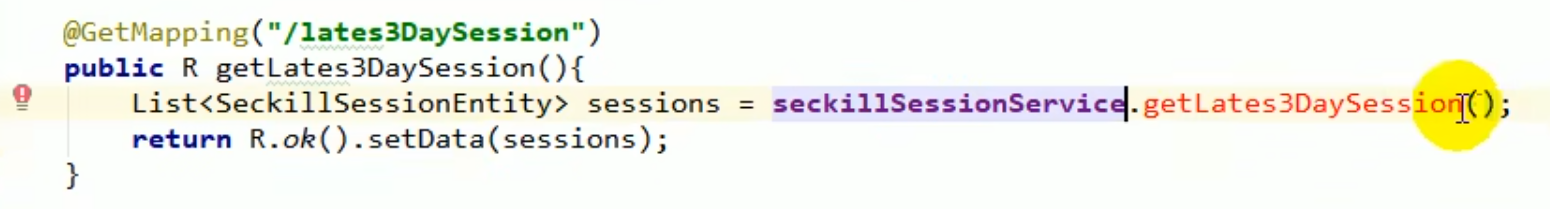 @GetMapping("/lates3DaySession")
public R getLates3DaySession(){
List<SeckillSessionEntity> sessions = seckillSessionService.getLates3DaySession();
return R.ok().setData(sessions);
}